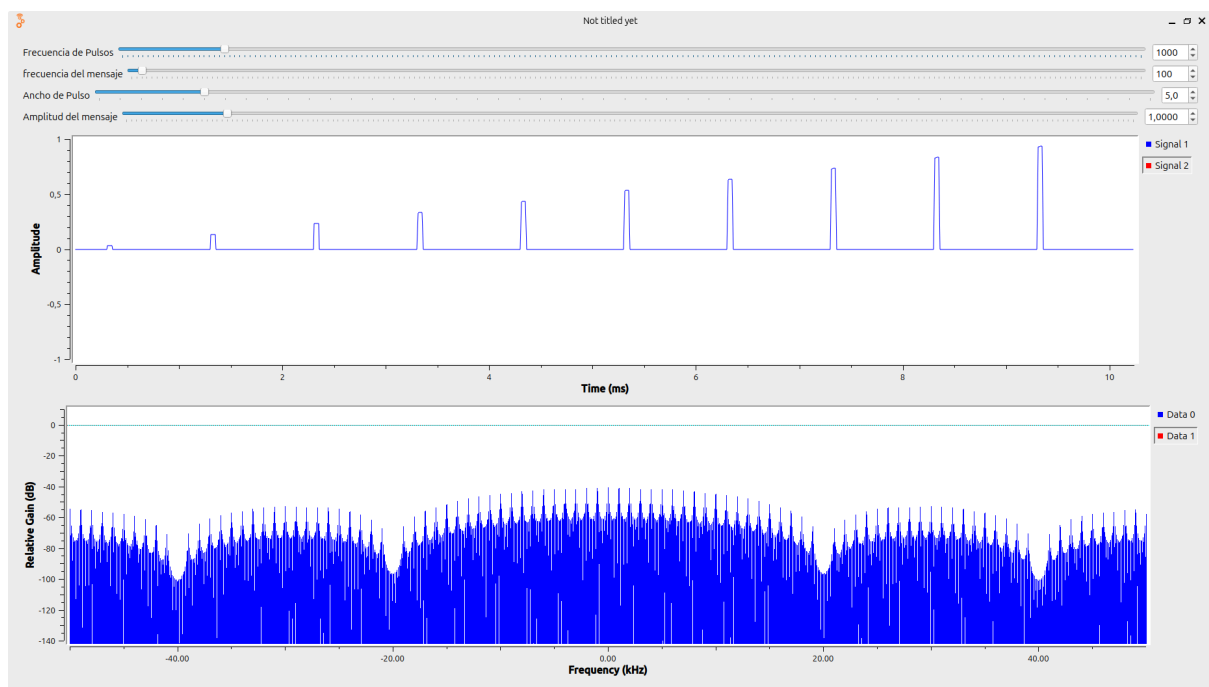 Not titled yet
Frecuencia de Pulsos 1000
frecuencia del mensaje 100
Ancho de Pulso 5,0
Amplitud del mensaje 1,0000
Signal 1
Signal 2
Amplitude
1
0,5
0
-0,5
-1
0 2 4 6 8 10
Time (ms)
Data 0
Data 1
Relative Gain (dB)
0
-20
-40
-60
-80
-100
-120
-140
-40.00 -20.00 0.00 20.00 40.00
Frequency (kHz)